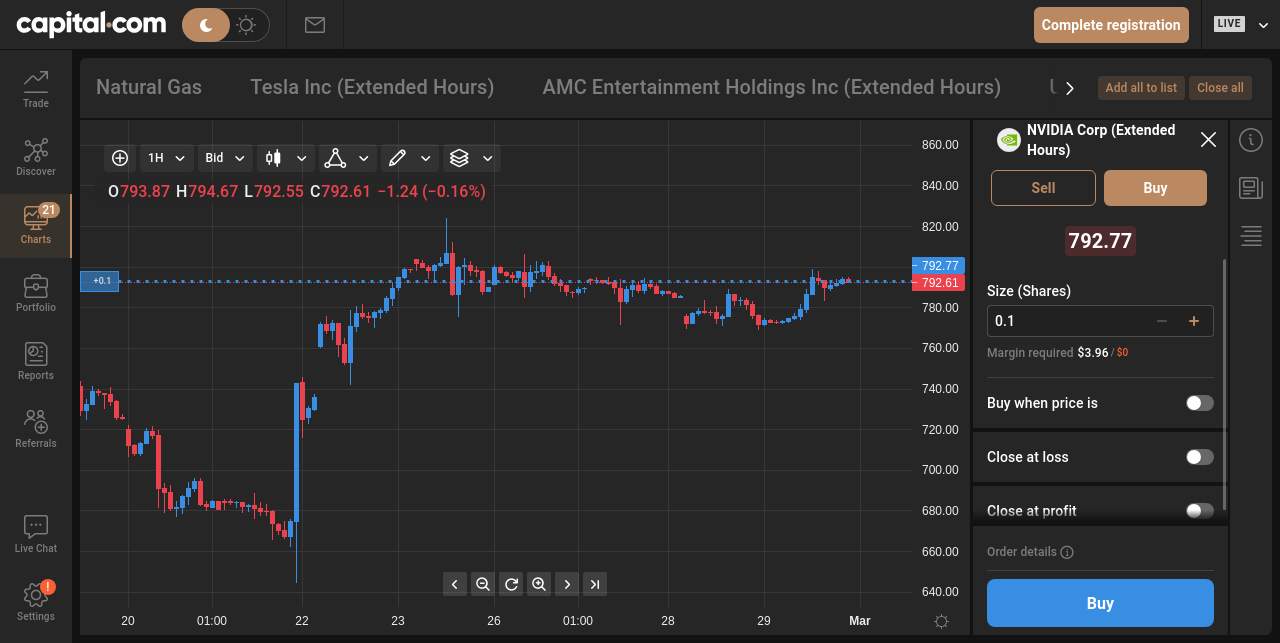 capital.com
Complete registration
LIVE
Trade
Discover
21
Charts
Portfolio
Reports
Referrals
Live Chat
!
Settings
Natural Gas
Tesla Inc (Extended Hours)
AMC Entertainment Holdings Inc (Extended Hours)
Add all to list
Close all
1H
Bid
O793.87 H794.67 L792.55 C792.61 −1.24 (−0.16%)
+0.1
860.00
840.00
820.00
792.77
792.61
780.00
760.00
740.00
720.00
700.00
680.00
660.00
640.00
20
01:00
22
23
26
01:00
28
29
Mar
NVIDIA Corp (Extended
Hours)
Sell
Buy
792.77
Size (Shares)
0.1
Margin required $3.96 / $0
Buy when price is
Close at loss
Close at profit
Order details
Buy